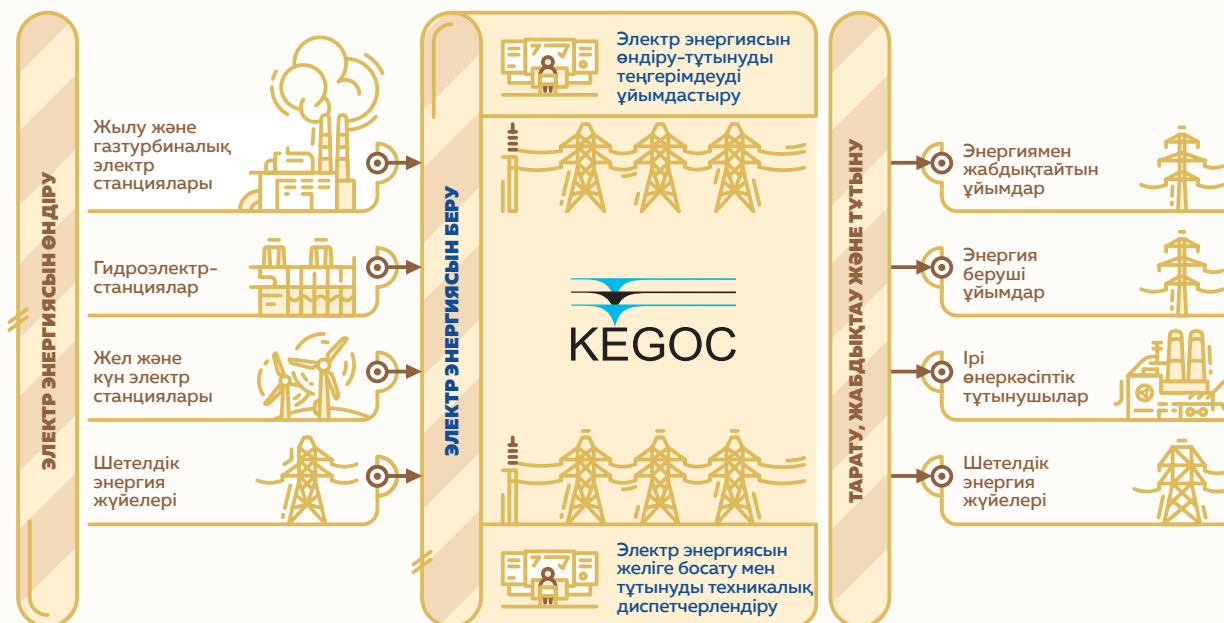 ЭЛЕКТР ЭНЕРГИЯСЫН ӨНДІРУ
Жылу және
газтурбиналық
электр
станциялары
Гидроэлектр-
станциялар
Жел және
күн электр
станциялары
Шетелдік
энергия
жүйелері
ЭЛЕКТР ЭНЕРГИЯСЫН БЕРУ
Электр энергиясын
өндіру-тұтынуды
теңгерімдеуді
ұйымдастыру
KEGOC
Электр энергиясын
желіге босату мен
тұтынуды техникалық
диспетчерлендіру
ТАРАТУ, ЖАБДЫҚТАУ ЖӘНЕ ТҰТЫНУ
Энергиямен
жабдықтайтын
ұйымдар
Энергия
беруші
ұйымдар
Ірі
өнеркәсіптік
тұтынушылар
Шетелдік
энергия
жүйелері